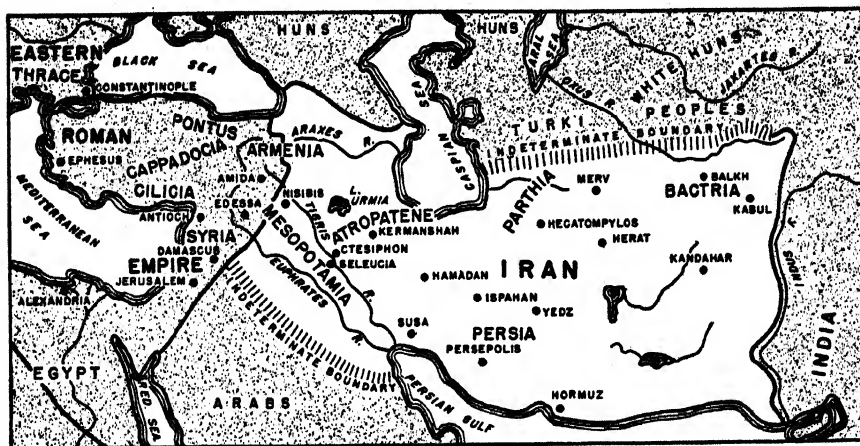 HUNS
HUNS
EASTERN
THRACE
BLACK SEA
CONSTANTINOPLE
ARAL
SEA
OXUS R.
WHITE HUNS
JAXARTES R.
TURKI PEOPLES
INDETERMINATE BOUNDARY
CASPIAN
SEA
ROMAN
EPHESUS
PONTUS
CAPPADOCIA
CILICIA
ARMENIA
ARAXES
R.
AMIDA
EDESSA
NISIBIS
L.
URMIA
MESOPOTAMIA
TIGRIS
R.
ATROPATENE
KERMANSHAH
PARTHIA
MERV
BALKH
BACTRIA
KABUL
HECATOMPYLOS
HERAT
MEDITERRANEAN
SEA
ANTIOCH
SYRIA
DAMASCUS
EMPIRE
JERUSALEM
ALEXANDRIA
CTESIPHON
SELEUCIA
EUPHRATES
R.
HAMADAN
IRAN
KANDAHAR
ISPAHAN
YEDZ
INDETERMINATE BOUNDARY
SUSA
PERSIA
PERSEPOLIS
EGYPT
RED SEA
ARABS
PERSIAN GULF
HORMUZ
INDIA